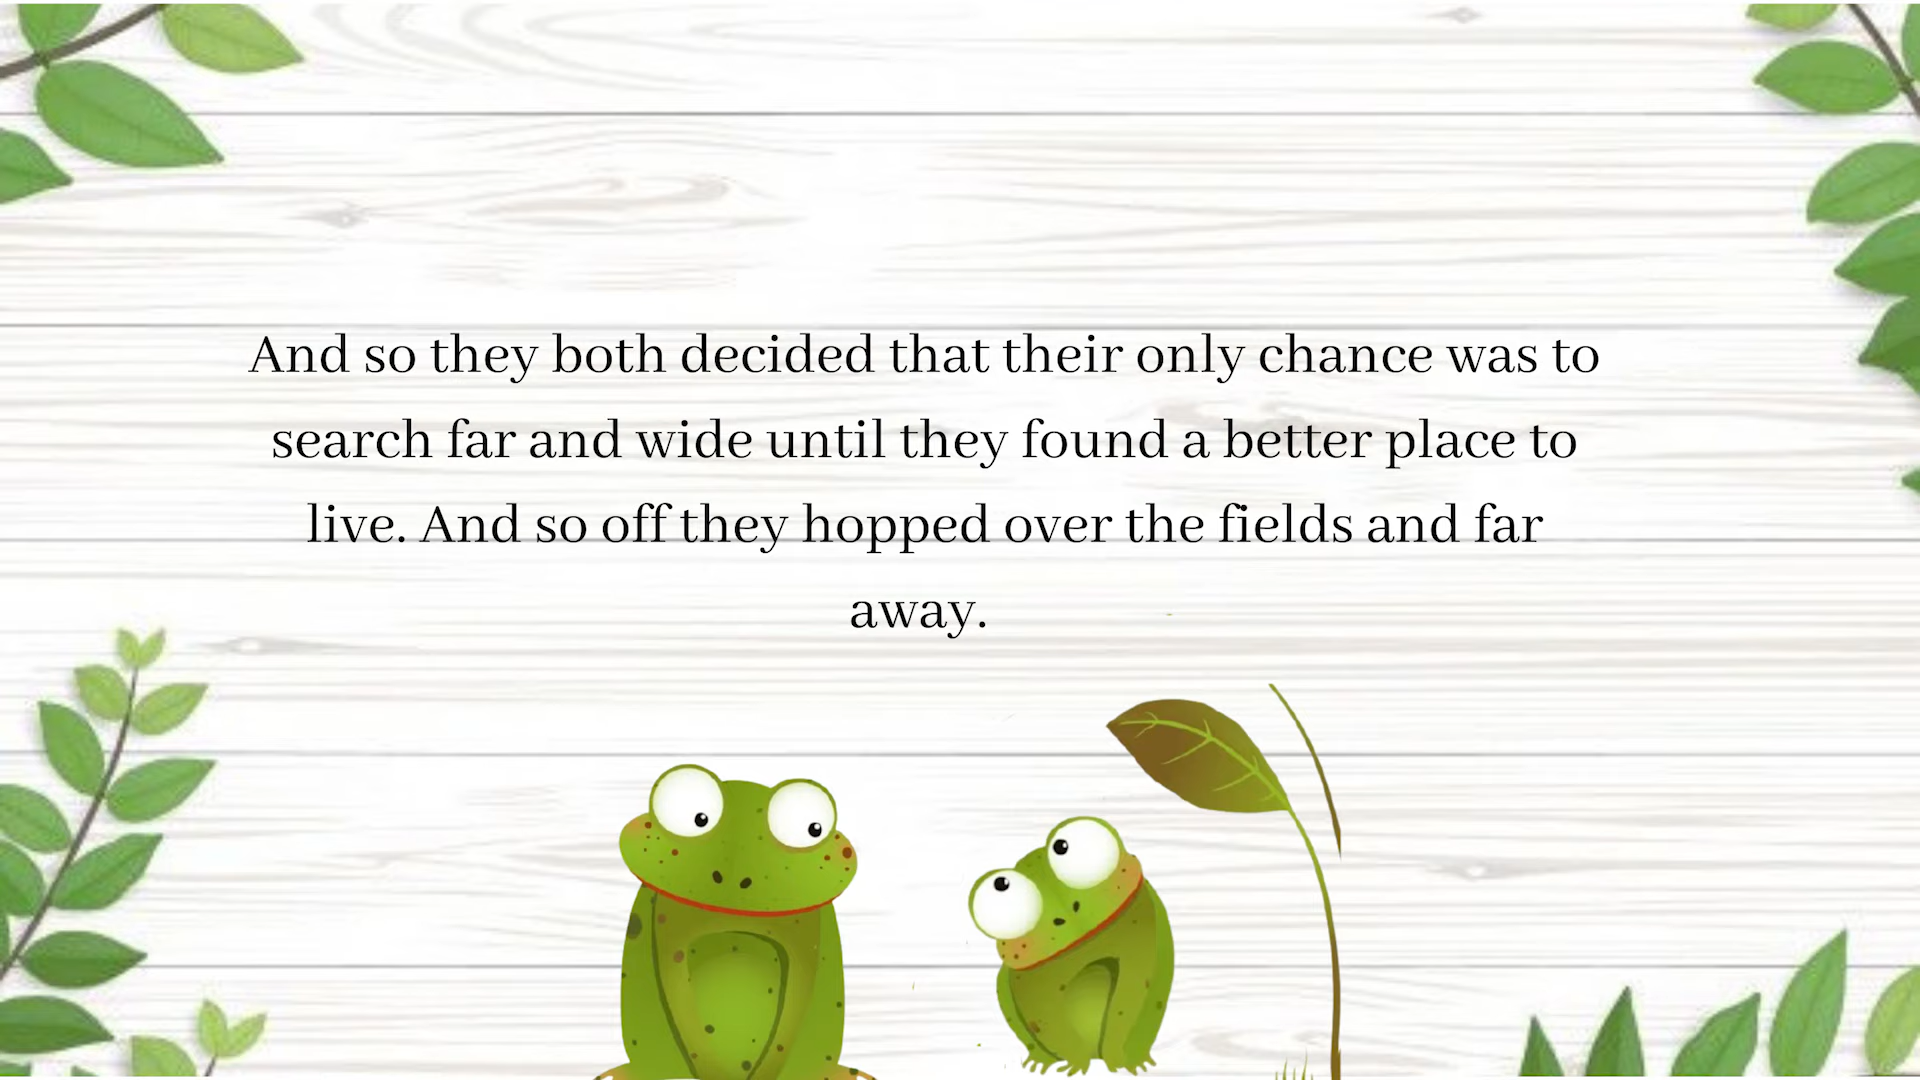 And so they both decided that their only chance was to
search far and wide until they found a better place to
live. And so off they hopped over the fields and far
away.